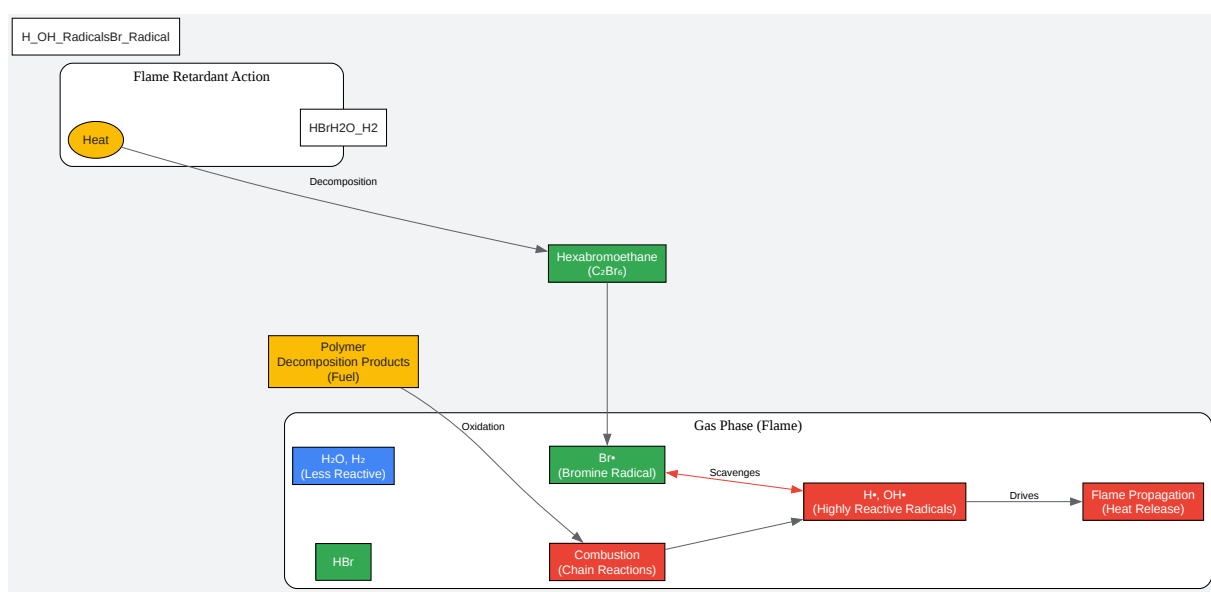 H_OH_RadicalsBr_Radical
Flame Retardant Action
HBrH2O_H2
Heat
Decomposition
Hexabromoethane
(C₂Br₆)
Polymer
Decomposition Products
(Fuel)
Oxidation
Gas Phase (Flame)
H₂O, H₂
(Less Reactive)
Br•
(Bromine Radical)
Scavenges
H•, OH•
(Highly Reactive Radicals)
Drives
Flame Propagation
(Heat Release)
HBr
Combustion
(Chain Reactions)